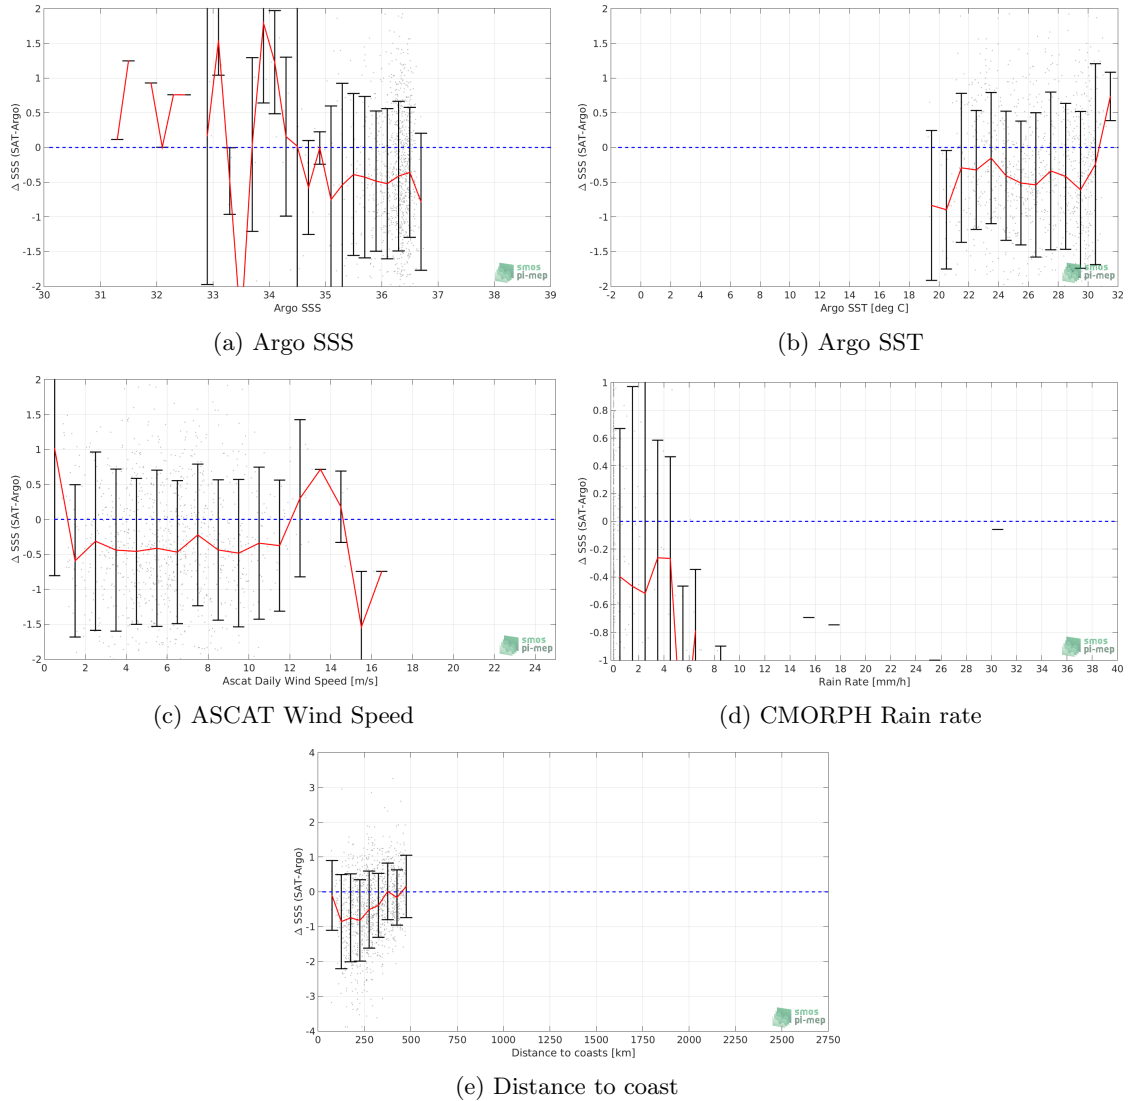 2
1.5
1
0.5
0
-0.5
-1
-1.5
-2
Δ SSS (SAT-Argo)
30 31 32 33 34 35 36 37 38 39
Argo SSS
smos
pi-mep
(a) Argo SSS
2
1.5
1
0.5
0
-0.5
-1
-1.5
-2
Δ SSS (SAT-Argo)
-2 0 2 4 6 8 10 12 14 16 18 20 22 24 26 28 30 32
Argo SST [deg C]
smos
pi-mep
(b) Argo SST
2
1.5
1
0.5
0
-0.5
-1
-1.5
-2
Δ SSS (SAT-Argo)
0 2 4 6 8 10 12 14 16 18 20 22 24
Ascat Daily Wind Speed [m/s]
smos
pi-mep
(c) ASCAT Wind Speed
1
0.8
0.6
0.4
0.2
0
-0.2
-0.4
-0.6
-0.8
-1
Δ SSS (SAT-Argo)
0 2 4 6 8 10 12 14 16 18 20 22 24 26 28 30 32 34 36 38 40
Rain Rate [mm/h]
smos
pi-mep
(d) CMORPH Rain rate
4
3
2
1
0
-1
-2
-3
-4
Δ SSS (SAT-Argo)
0 250 500 750 1000 1250 1500 1750 2000 2250 2500 2750
Distance to coasts [km]
smos
pi-mep
(e) Distance to coast